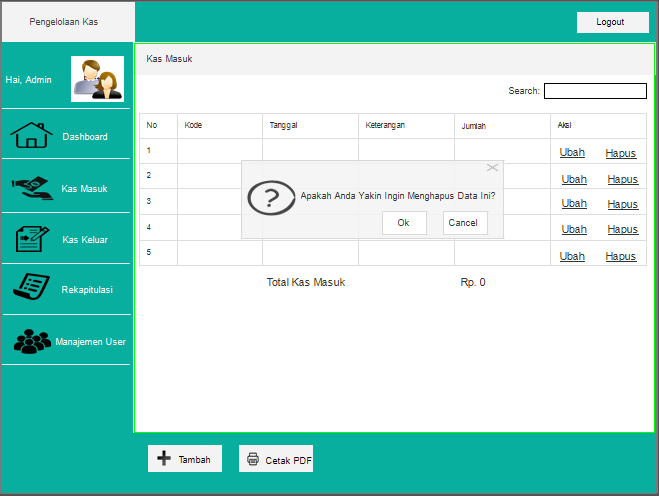 Pengelolaan Kas
Logout
Hai, Admin
Dashboard
Kas Masuk
Kas Keluar
Rekapitulasi
Manajemen User
Kas Masuk
Search:
No Kode Tanggal Keterangan Jumlah Aksi
1 Ubah Hapus
2 Ubah Hapus
3 Ubah Hapus
4 Ubah Hapus
5 Ubah Hapus
Apakah Anda Yakin Ingin Menghapus Data Ini?
Ok Cancel
Total Kas Masuk Rp. 0
Tambah Cetak PDF